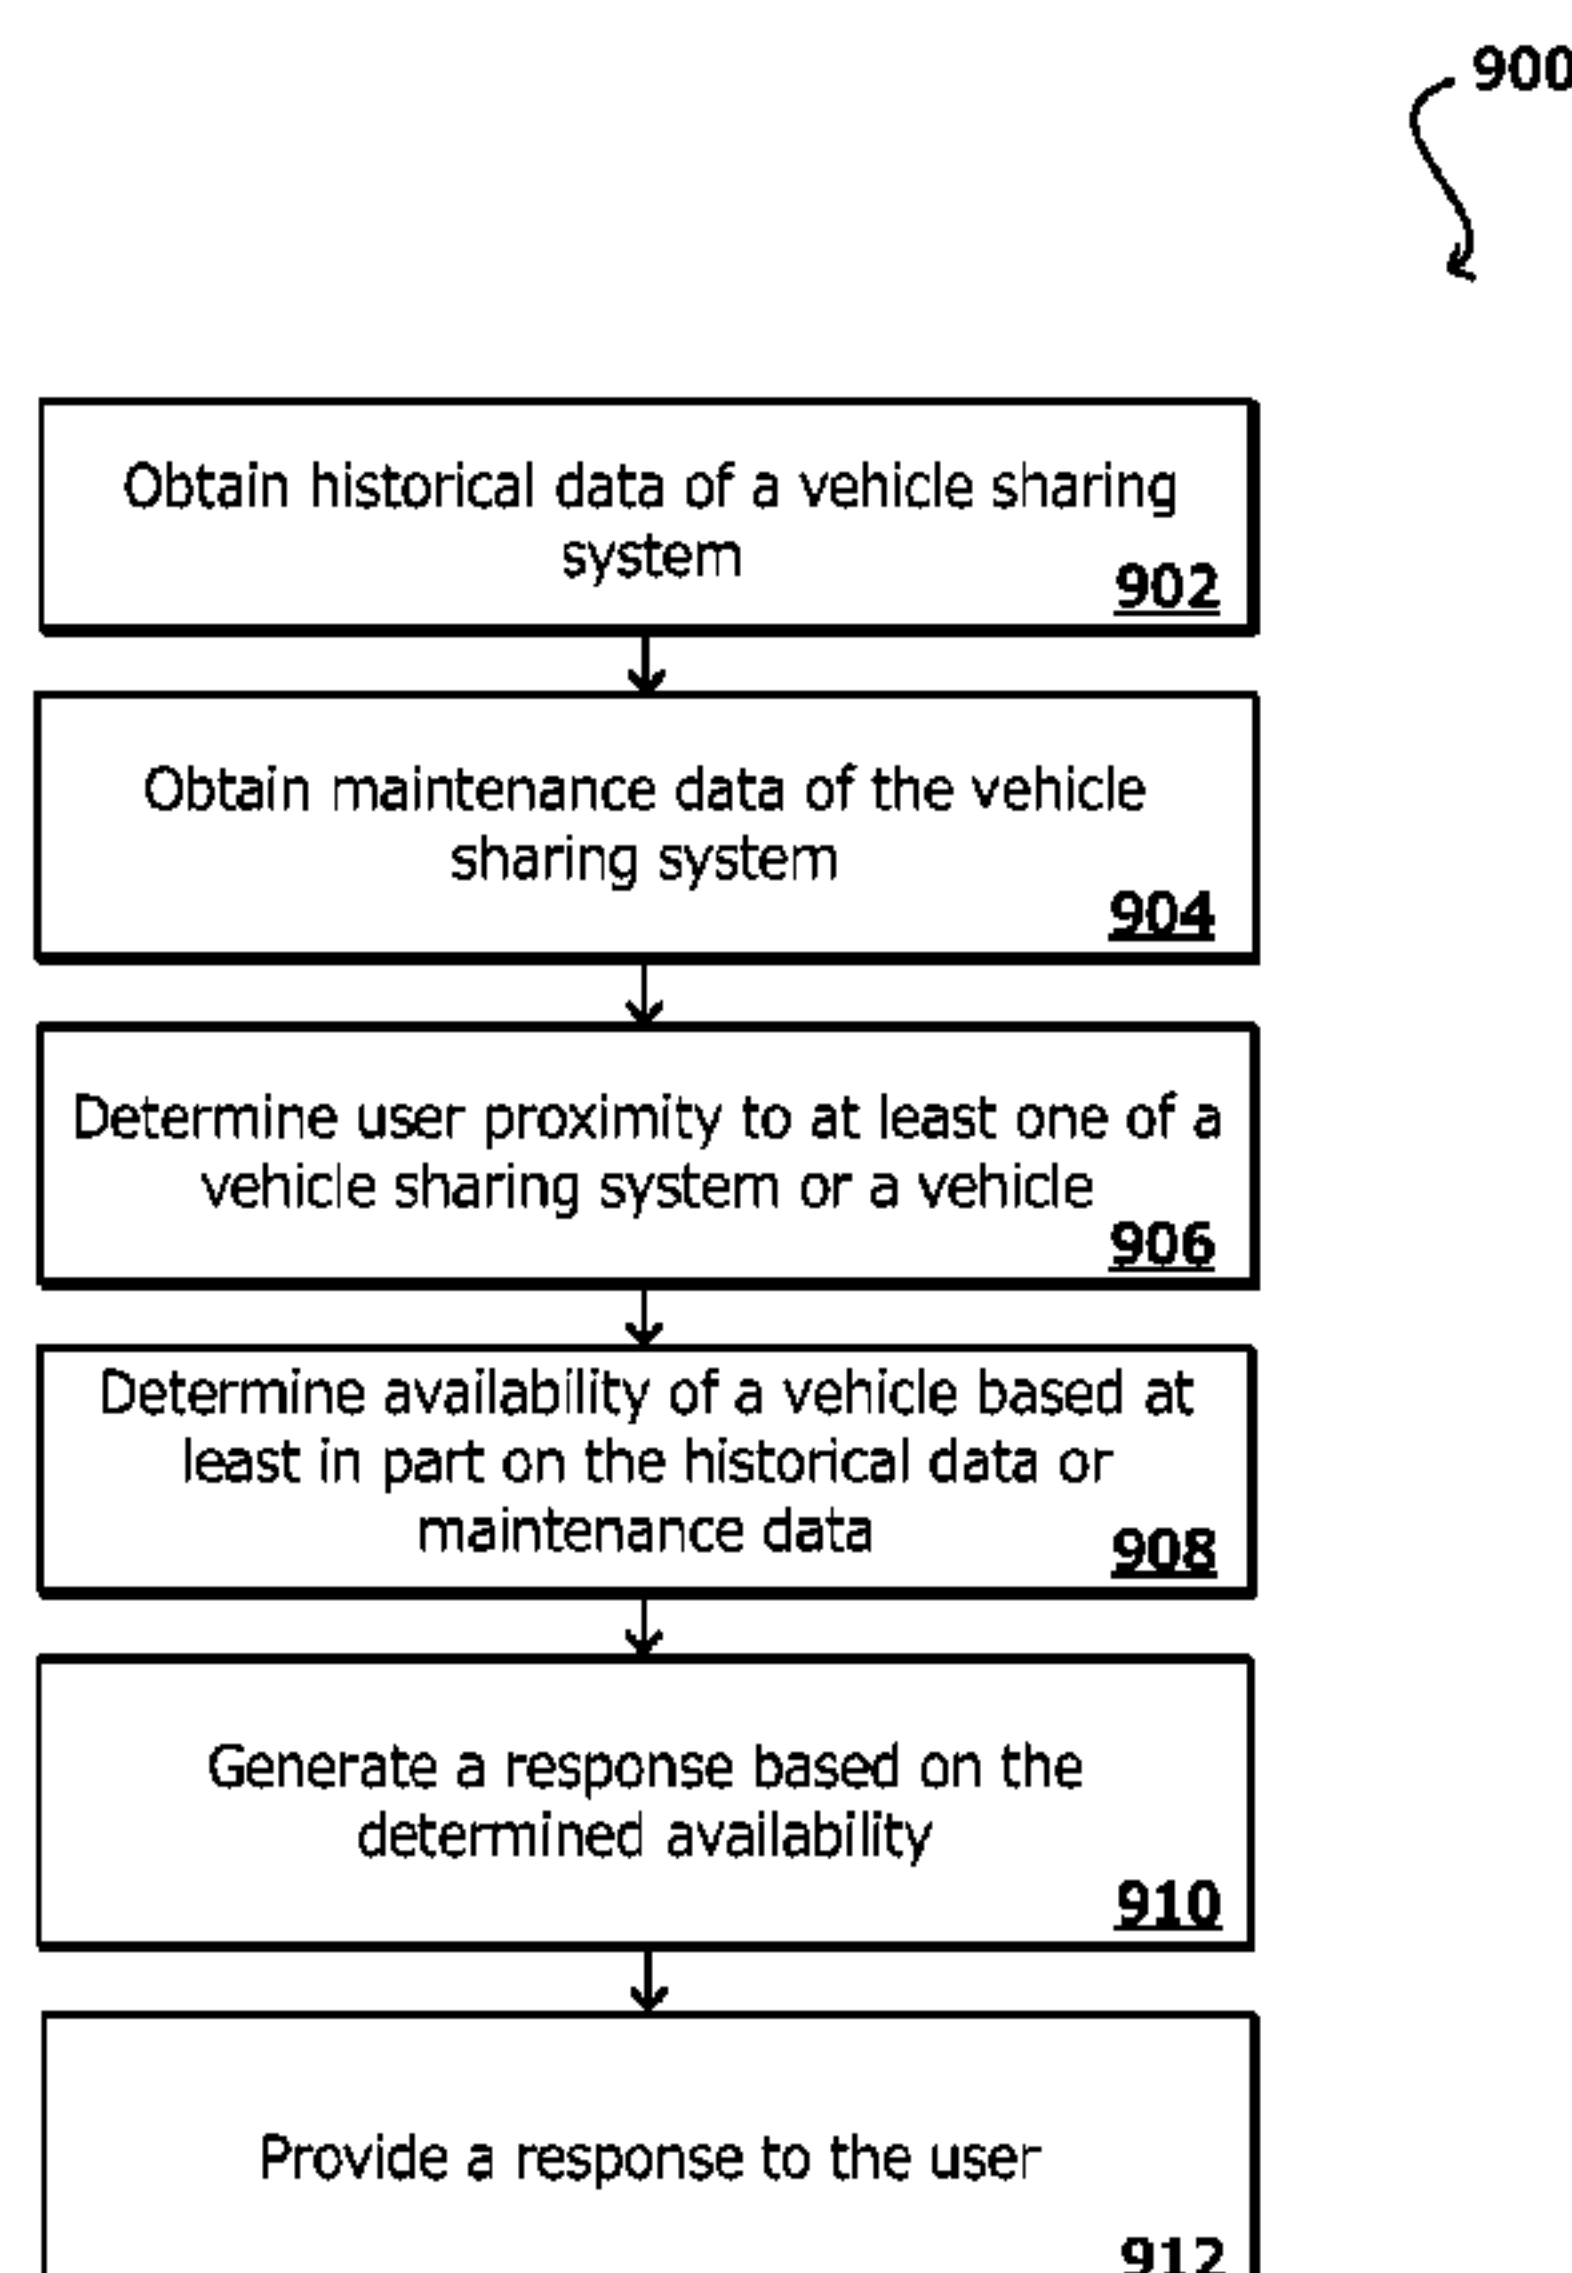 900
Obtain historical data of a vehicle sharing
system
902
Obtain maintenance data of the vehicle
sharing system
904
Determine user proximity to at least one of a
vehicle sharing system or a vehicle
906
Determine availability of a vehicle based at
least in part on the historical data or
maintenance data
908
Generate a response based on the
determined availability
910
Provide a response to the user
912